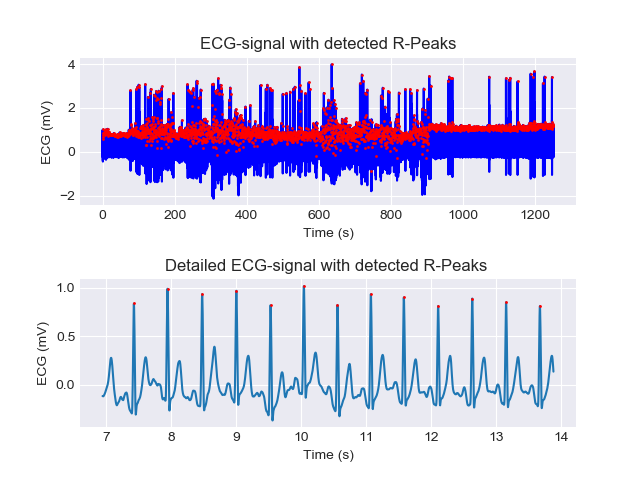 ECG-signal with detected R-Peaks
4
2
0
−2
ECG (mV)
0 200 400 600 800 1000 1200
Time (s)
Detailed ECG-signal with detected R-Peaks
1.0
0.5
0.0
ECG (mV)
7 8 9 10 11 12 13 14
Time (s)